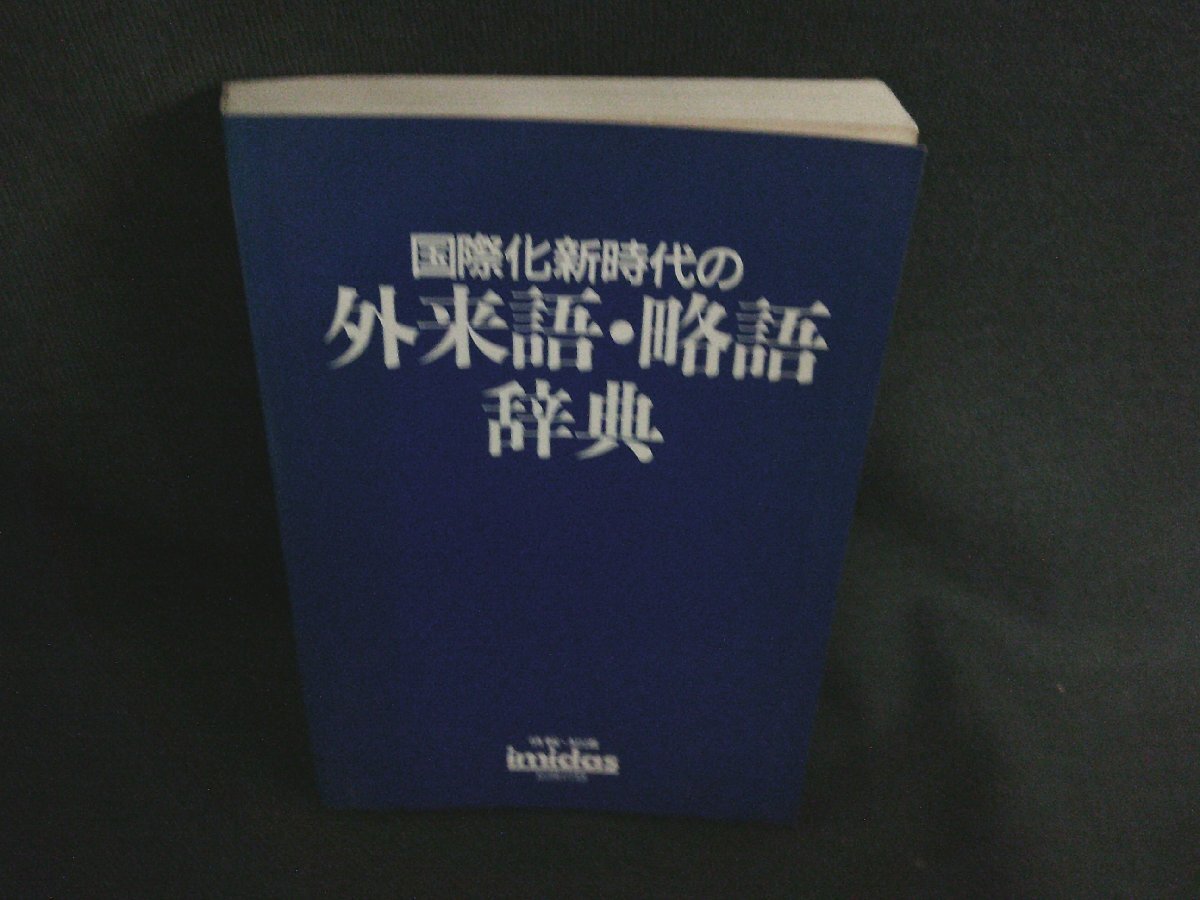 国際化新時代の
外来語・略語
辞典
imidas